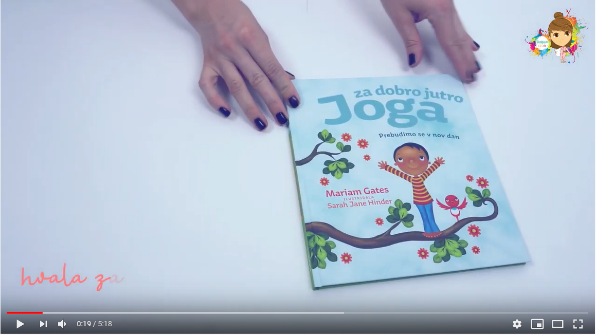 za dobro jutro
Joga
Prebudimo se v nov dan
Mariam Gates
ILUSTRIRALA
Sarah Jane Hinder
hvala za
0:19 / 5:18